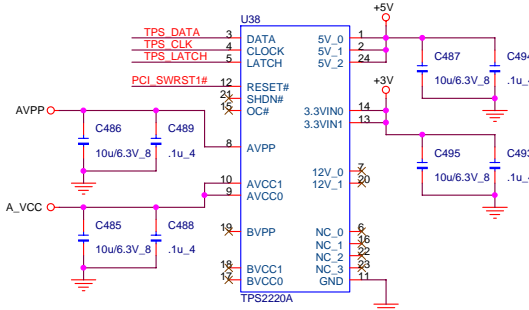 U38
+5V
TPS_DATA 3 DATA 5V_0 1
TPS_CLK 4 CLOCK 5V_1 2
TPS_LATCH 5 LATCH 5V_2 24
C487 C494
10u/6.3V_8 .1u_4
PCI_SWRST1# 12 RESET#
21 SHDN#
15 OC#
+3V
3.3VIN0 14
3.3VIN1 13
AVPP
C486 C489
10u/6.3V_8 .1u_4
8 AVPP
C495 C493
10u/6.3V_8 .1u_4
12V_0 7
12V_1 20
A_VCC
10 AVCC1
9 AVCC0
C485 C488
10u/6.3V_8 .1u_4
19 BVPP
NC_0 6
NC_1 16
NC_2 22
NC_3 23
18 BVCC1
17 BVCC0
GND 11
TPS2220A